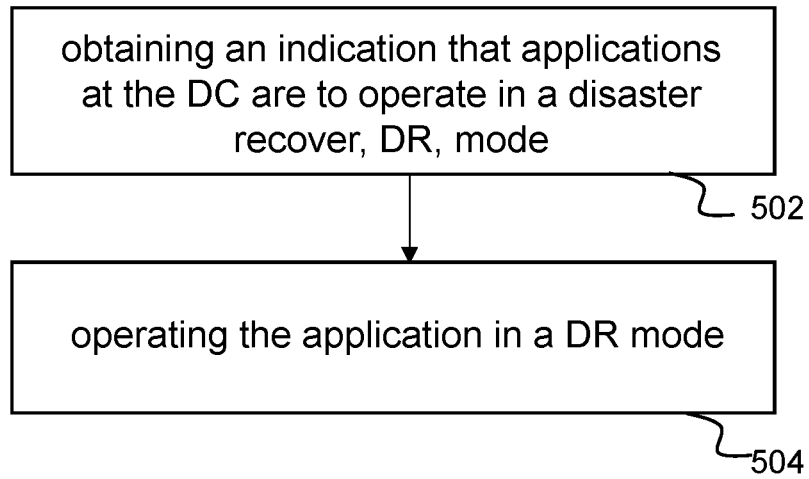 obtaining an indication that applications
at the DC are to operate in a disaster
recover, DR, mode
502
operating the application in a DR mode
504